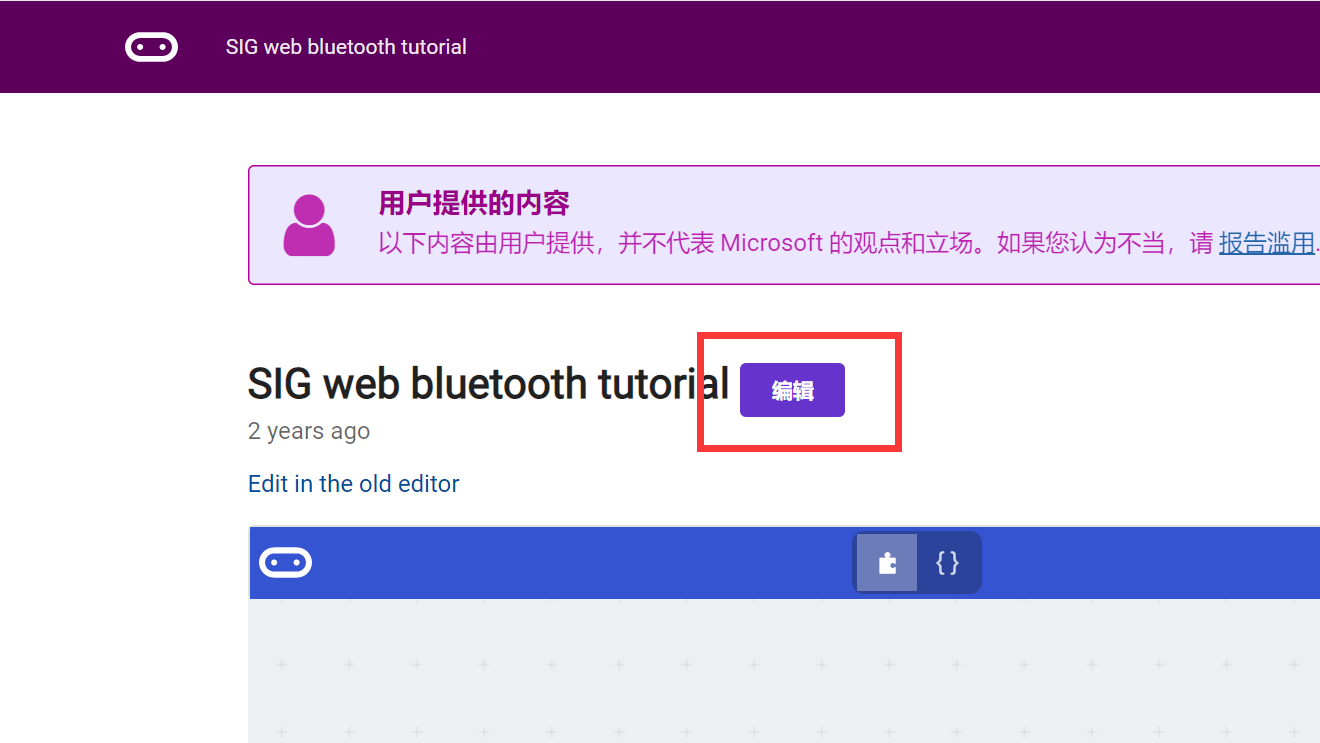 SIG web bluetooth tutorial
用户提供的内容
以下内容由用户提供，并不代表 Microsoft 的观点和立场。如果您认为不当，请 报告滥用.
SIG web bluetooth tutorial 编辑
2 years ago
Edit in the old editor
{ }